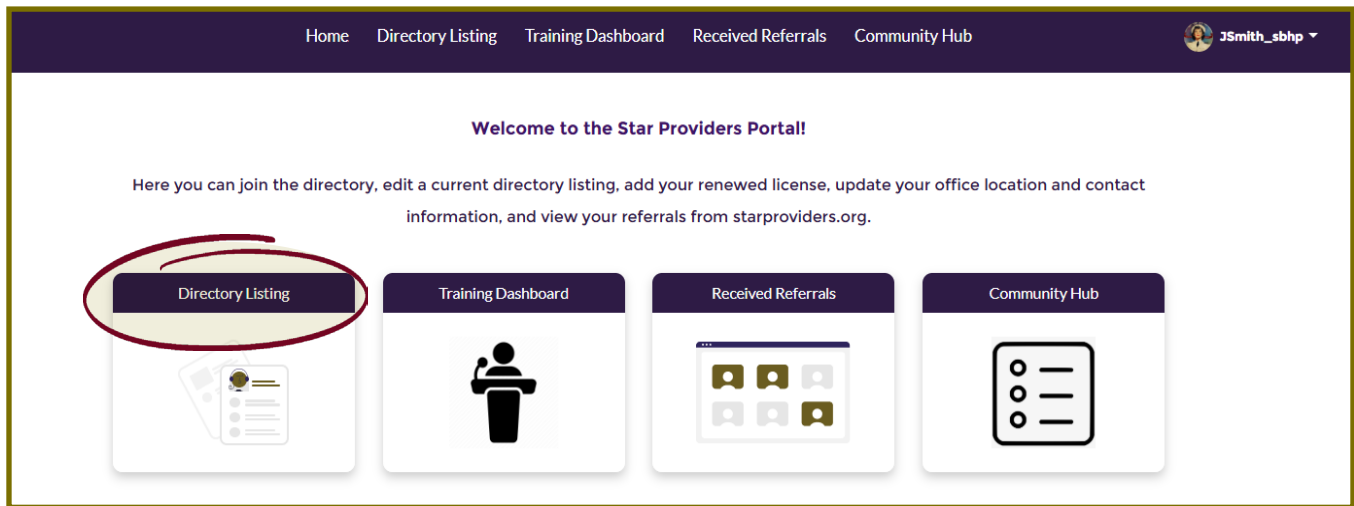 Home Directory Listing Training Dashboard Received Referrals Community Hub JSmith_sbhp
Welcome to the Star Providers Portal!
Here you can join the directory, edit a current directory listing, add your renewed license, update your office location and contact
information, and view your referrals from starproviders.org.
Directory Listing Training Dashboard Received Referrals Community Hub